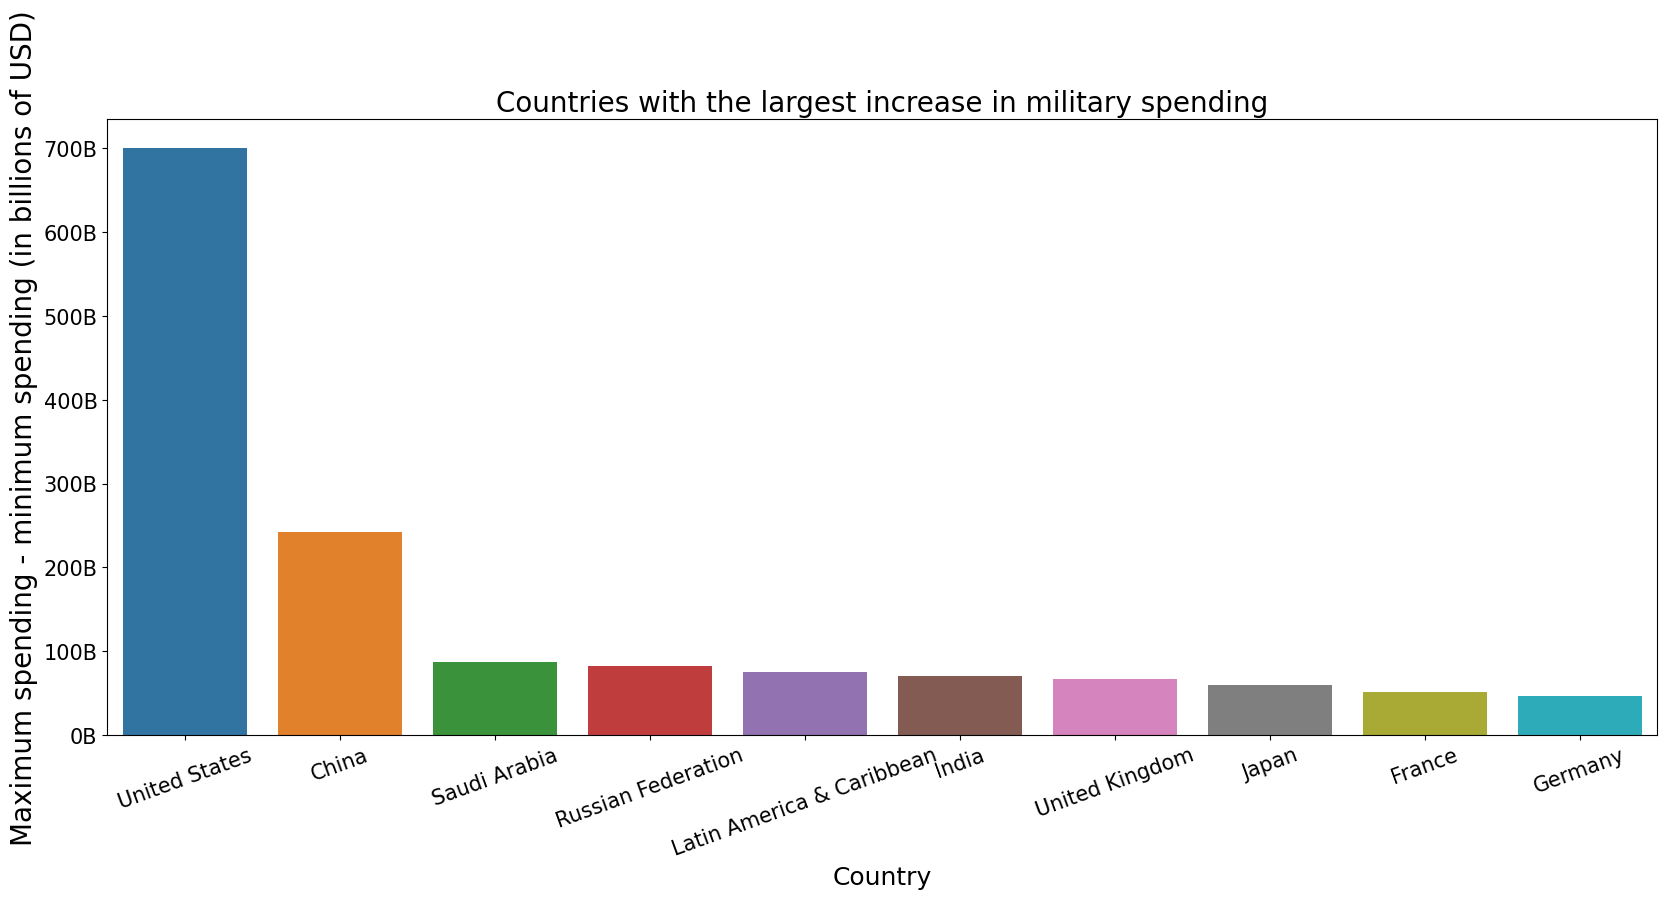 Countries with the largest increase in military spending
Maximum spending - minimum spending (in billions of USD)
700B
600B
500B
400B
300B
200B
100B
0B
United States
China
Saudi Arabia
Russian Federation
Latin America & Caribbean
India
United Kingdom
Japan
France
Germany
Country